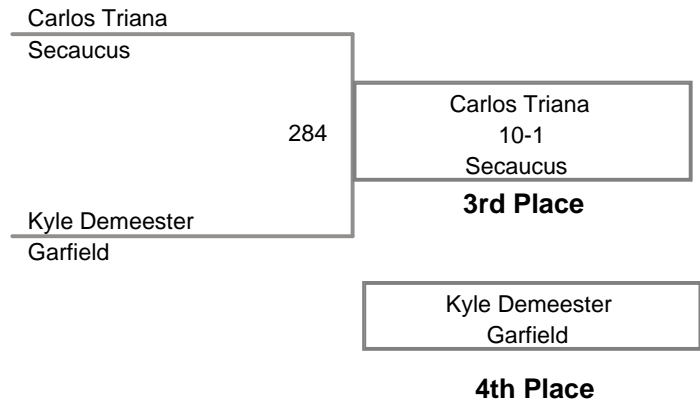 Carlos Triana
Secaucus
284
Carlos Triana
10-1
Secaucus
3rd Place
Kyle Demeester
Garfield
Kyle Demeester
Garfield
4th Place